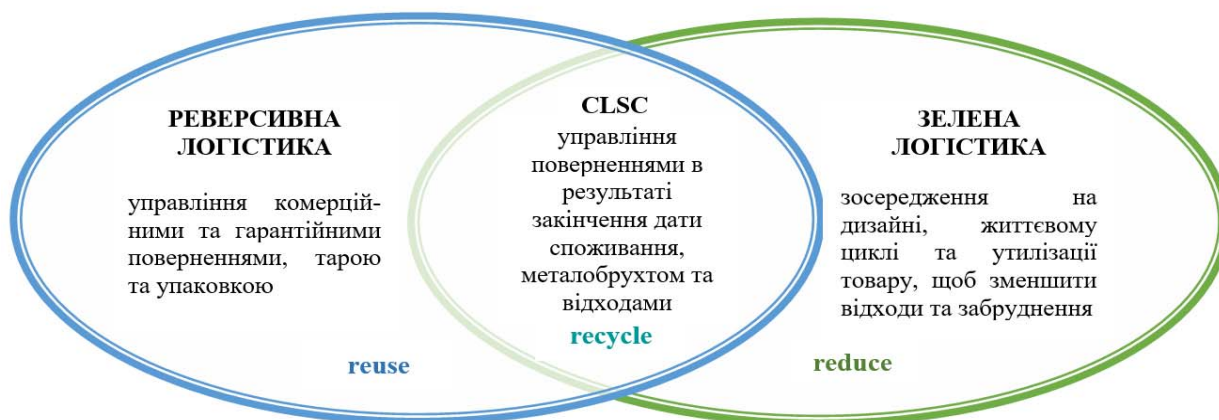 РЕВЕРСИВНА
ЛОГІСТИКА
управління комерцій-
ними та гарантійними
поверненнями, тарою
та упаковкою
reuse
CLSC
управління
поверненнями в
результаті
закінчення дати
споживання,
металобрухтом та
відходами
recycle
ЗЕЛЕНА
ЛОГІСТИКА
зосередження на
дизайні, життєвому
циклі та утилізації
товару, щоб зменшити
відходи та забруднення
reduce